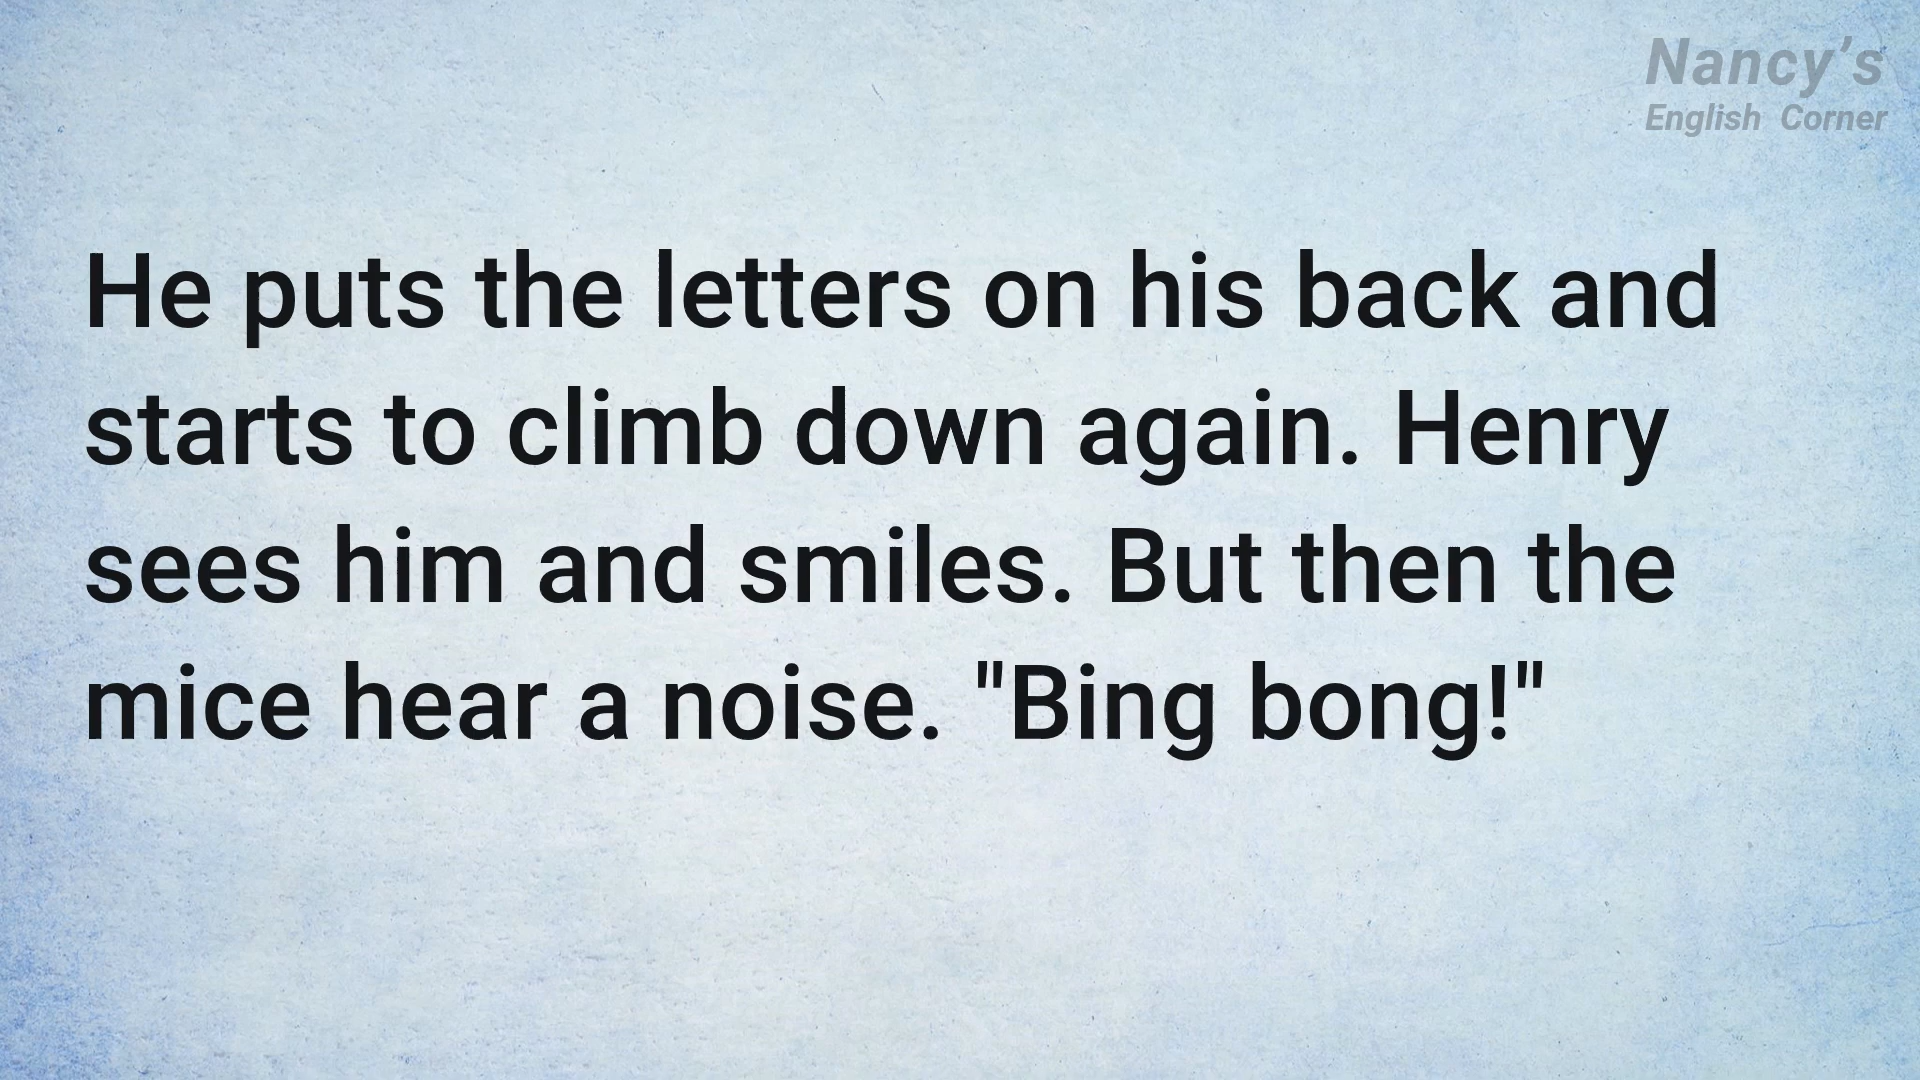 Nancy’s
English Corner
He puts the letters on his back and
starts to climb down again. Henry
sees him and smiles. But then the
mice hear a noise. "Bing bong!"